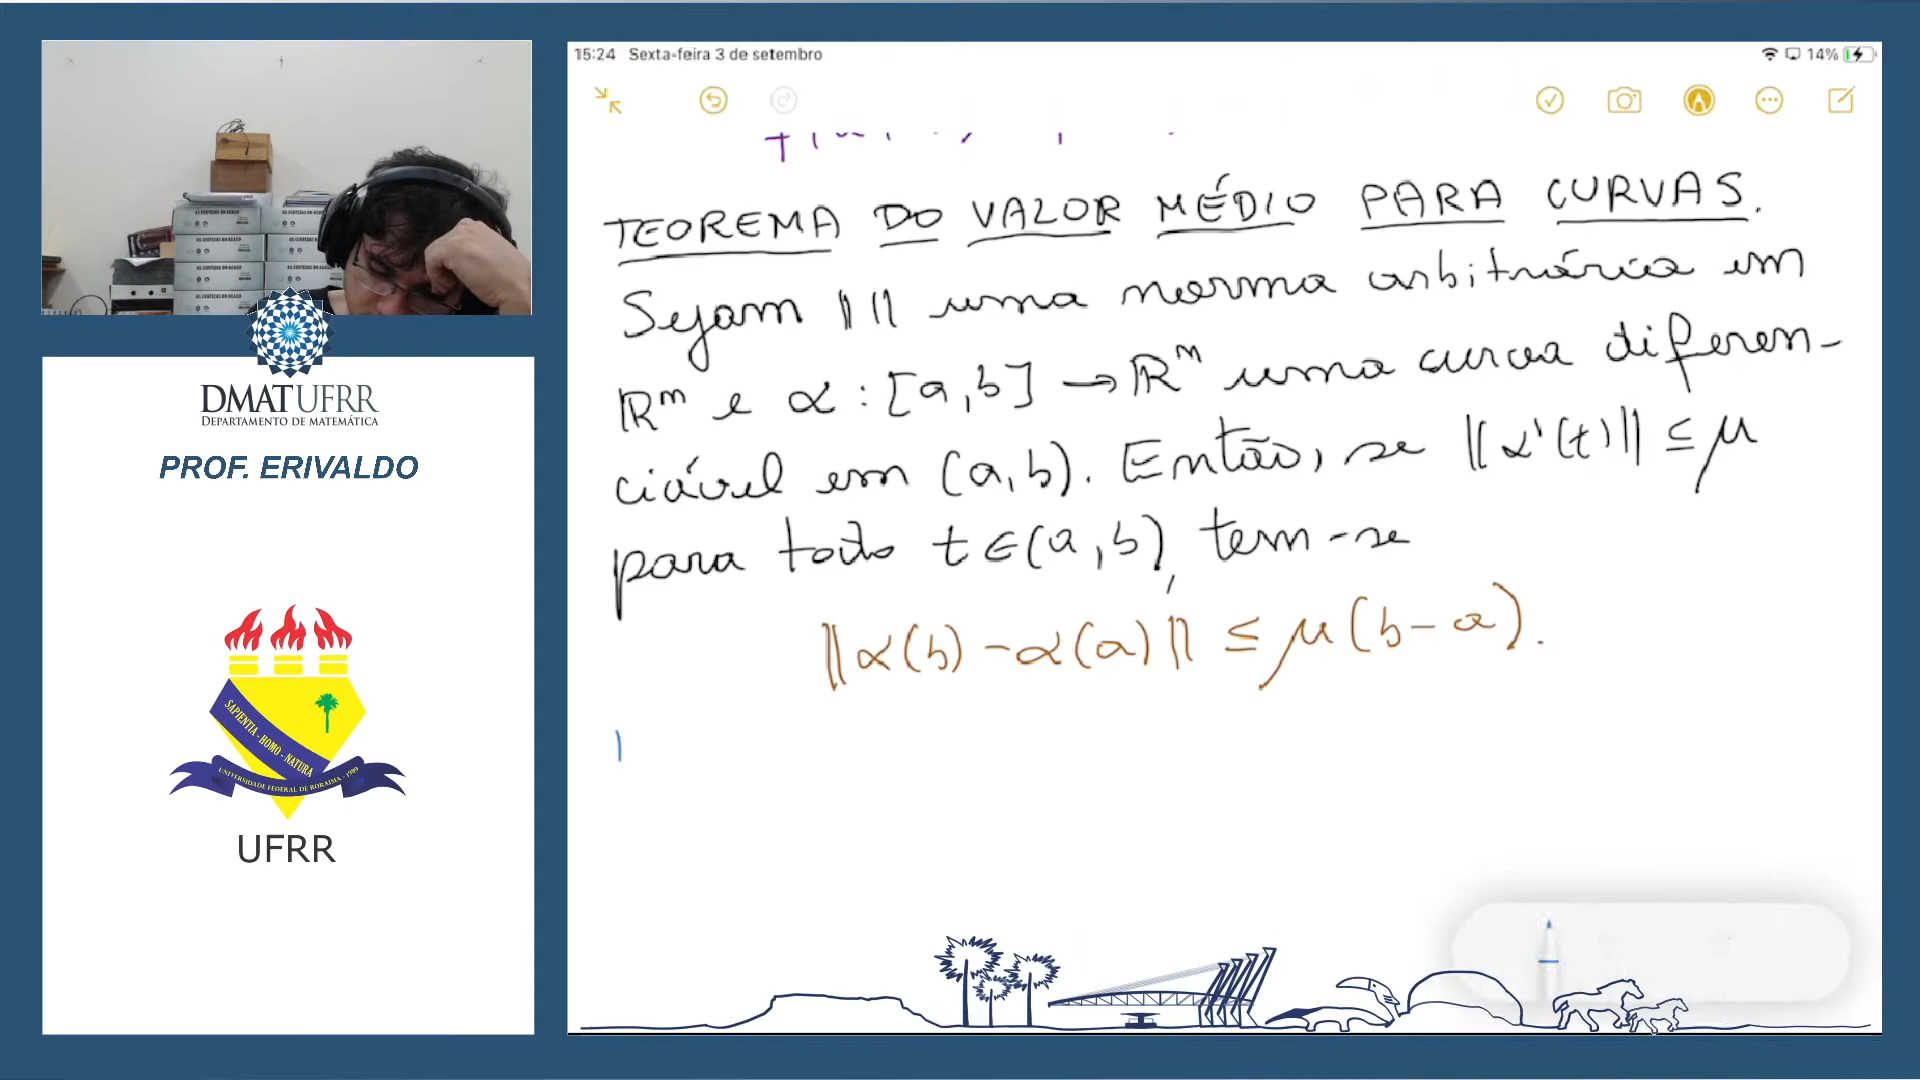 15:24 Sexta-feira 3 de setembro
14%
TEOREMA DO VALOR MÉDIO PARA CURVAS.
Sejam || || uma norma arbitrária em
ℝᵐ e α : [a,b] → ℝᵐ uma curva diferen-
ciável em (a,b). Então, se ||α'(t)|| ≤ μ
para todo t ∈ (a,b), tem-se
||α(b) - α(a)|| ≤ μ(b-a).
DMATUFRR
DEPARTAMENTO DE MATEMÁTICA
PROF. ERIVALDO
SAPIENTIA - HOMO - NATURA
UNIVERSIDADE FEDERAL DE RORAIMA - 1989
UFRR